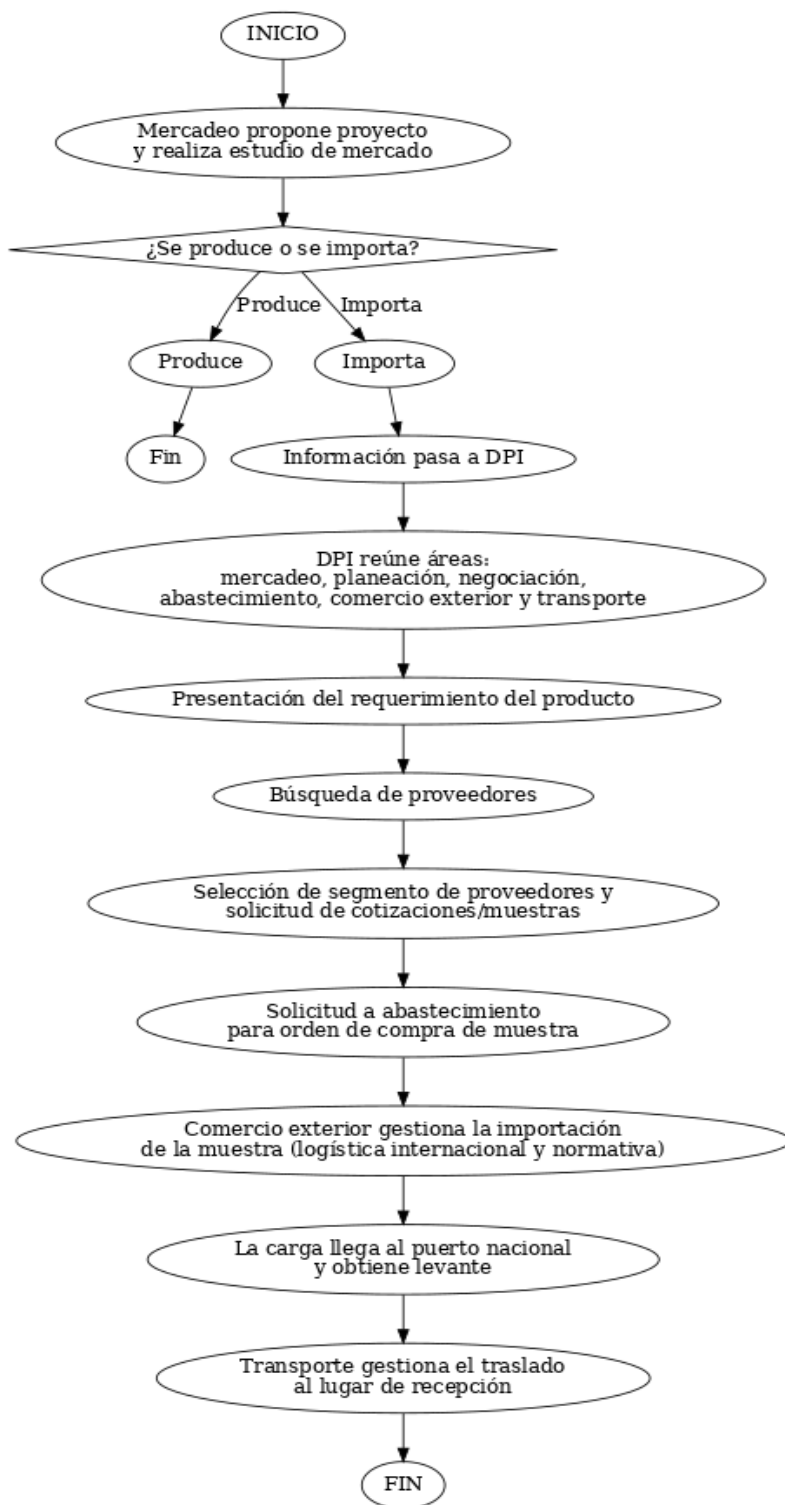 INICIO
Mercadeo propone proyecto
y realiza estudio de mercado
¿Se produce o se importa?
Produce
Importa
Produce
Importa
Fin
Información pasa a DPI
DPI reúne áreas:
mercadeo, planeación, negociación,
abastecimiento, comercio exterior y transporte
Presentación del requerimiento del producto
Búsqueda de proveedores
Selección de segmento de proveedores y
solicitud de cotizaciones/muestras
Solicitud a abastecimiento
para orden de compra de muestra
Comercio exterior gestiona la importación
de la muestra (logística internacional y normativa)
La carga llega al puerto nacional
y obtiene levante
Transporte gestiona el traslado
al lugar de recepción
FIN